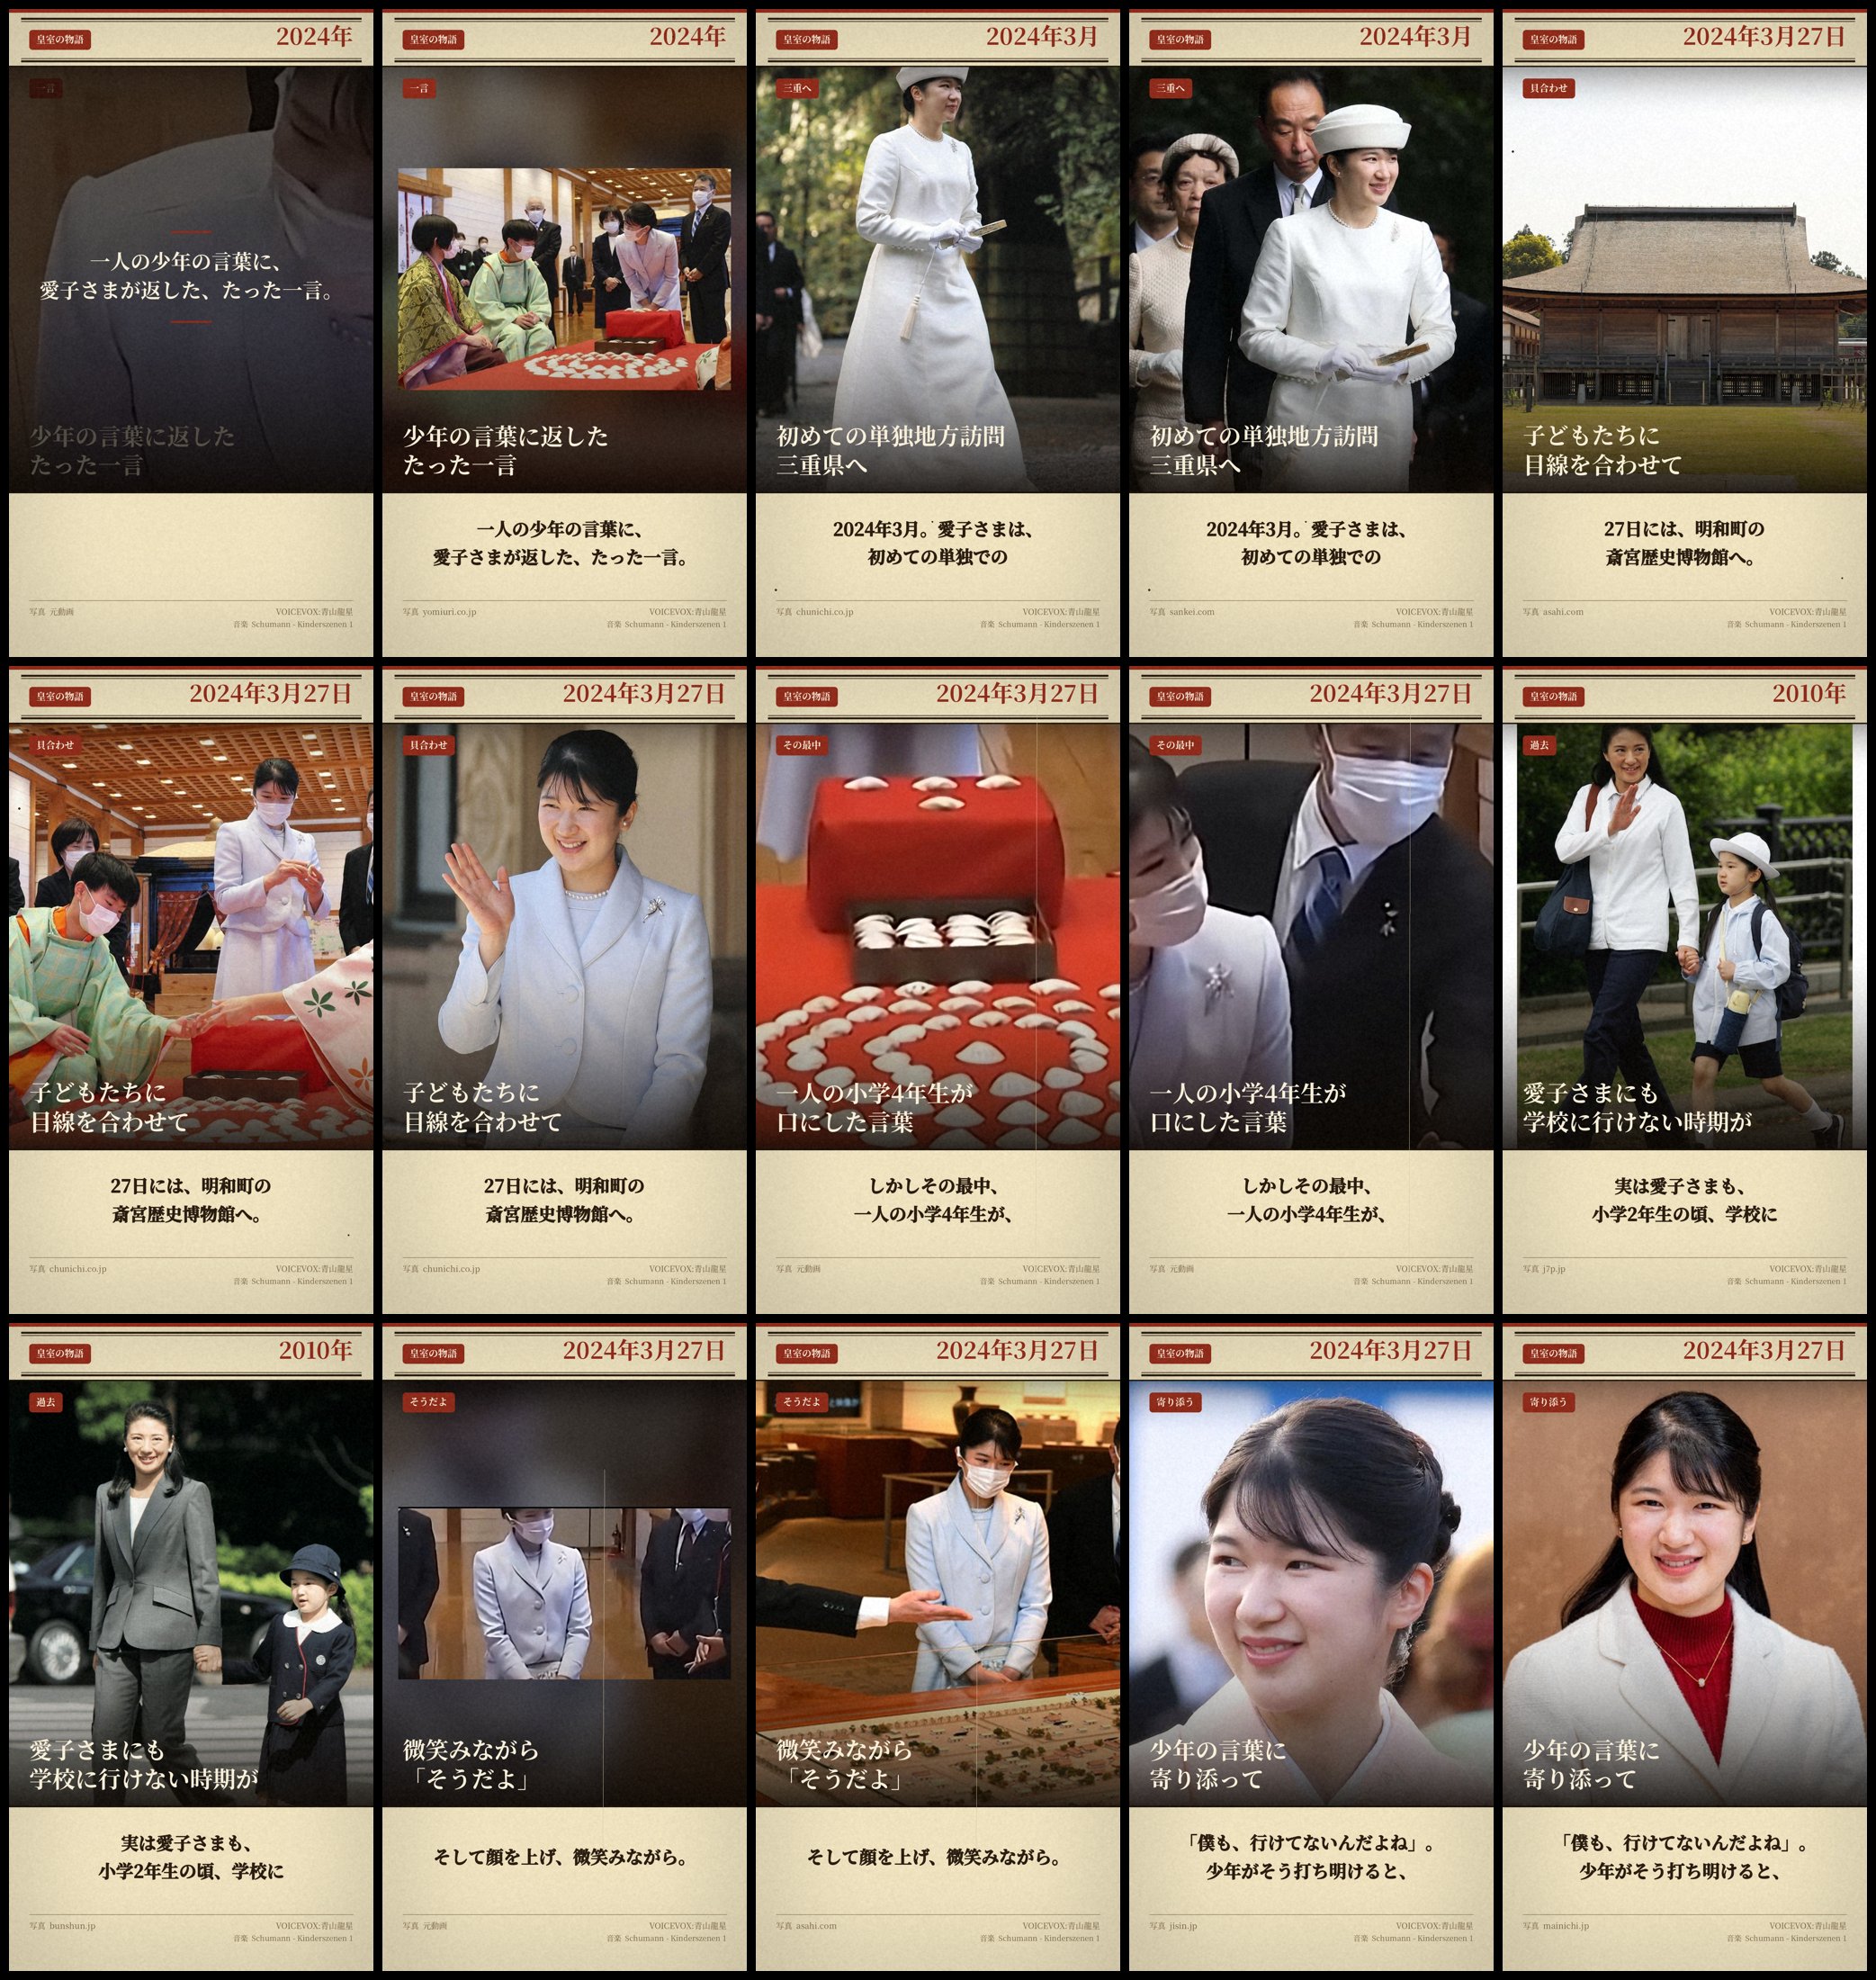 皇室の物語
2024年
一言
一人の少年の言葉に、
愛子さまが返した、たった一言。
少年の言葉に返した
たった一言
写真 元動画
VOICEVOX:青山龍星
音楽 Schumann - Kinderszenen 1
皇室の物語
2024年
一言
少年の言葉に返した
たった一言
一人の少年の言葉に、
愛子さまが返した、たった一言。
写真 yomiuri.co.jp
VOICEVOX:青山龍星
音楽 Schumann - Kinderszenen 1
皇室の物語
2024年3月
三重へ
初めての単独地方訪問
三重県へ
2024年3月。愛子さまは、
初めての単独での
写真 chunichi.co.jp
VOICEVOX:青山龍星
音楽 Schumann - Kinderszenen 1
皇室の物語
2024年3月
三重へ
初めての単独地方訪問
三重県へ
2024年3月。愛子さまは、
初めての単独での
写真 sankei.com
VOICEVOX:青山龍星
音楽 Schumann - Kinderszenen 1
皇室の物語
2024年3月27日
貝合わせ
子どもたちに
目線を合わせて
27日には、明和町の
斎宮歴史博物館へ。
写真 asahi.com
VOICEVOX:青山龍星
音楽 Schumann - Kinderszenen 1
皇室の物語
2024年3月27日
貝合わせ
子どもたちに
目線を合わせて
27日には、明和町の
斎宮歴史博物館へ。
写真 chunichi.co.jp
VOICEVOX:青山龍星
音楽 Schumann - Kinderszenen 1
皇室の物語
2024年3月27日
貝合わせ
子どもたちに
目線を合わせて
27日には、明和町の
斎宮歴史博物館へ。
写真 chunichi.co.jp
VOICEVOX:青山龍星
音楽 Schumann - Kinderszenen 1
皇室の物語
2024年3月27日
その最中
一人の小学4年生が
口にした言葉
しかしその最中、
一人の小学4年生が、
写真 元動画
VOICEVOX:青山龍星
音楽 Schumann - Kinderszenen 1
皇室の物語
2024年3月27日
その最中
一人の小学4年生が
口にした言葉
しかしその最中、
一人の小学4年生が、
写真 元動画
VOICEVOX:青山龍星
音楽 Schumann - Kinderszenen 1
皇室の物語
2010年
過去
愛子さまにも
学校に行けない時期が
実は愛子さまも、
小学2年生の頃、学校に
写真 j7p.jp
VOICEVOX:青山龍星
音楽 Schumann - Kinderszenen 1
皇室の物語
2010年
過去
愛子さまにも
学校に行けない時期が
実は愛子さまも、
小学2年生の頃、学校に
写真 bunshun.jp
VOICEVOX:青山龍星
音楽 Schumann - Kinderszenen 1
皇室の物語
2024年3月27日
そうだよ
微笑みながら
「そうだよ」
そして顔を上げ、微笑みながら。
写真 元動画
VOICEVOX:青山龍星
音楽 Schumann - Kinderszenen 1
皇室の物語
2024年3月27日
そうだよ
微笑みながら
「そうだよ」
そして顔を上げ、微笑みながら。
写真 asahi.com
VOICEVOX:青山龍星
音楽 Schumann - Kinderszenen 1
皇室の物語
2024年3月27日
寄り添う
少年の言葉に
寄り添って
「僕も、行けてないんだよね」。
少年がそう打ち明けると、
写真 jisin.jp
VOICEVOX:青山龍星
音楽 Schumann - Kinderszenen 1
皇室の物語
2024年3月27日
寄り添う
少年の言葉に
寄り添って
「僕も、行けてないんだよね」。
少年がそう打ち明けると、
写真 mainichi.jp
VOICEVOX:青山龍星
音楽 Schumann - Kinderszenen 1